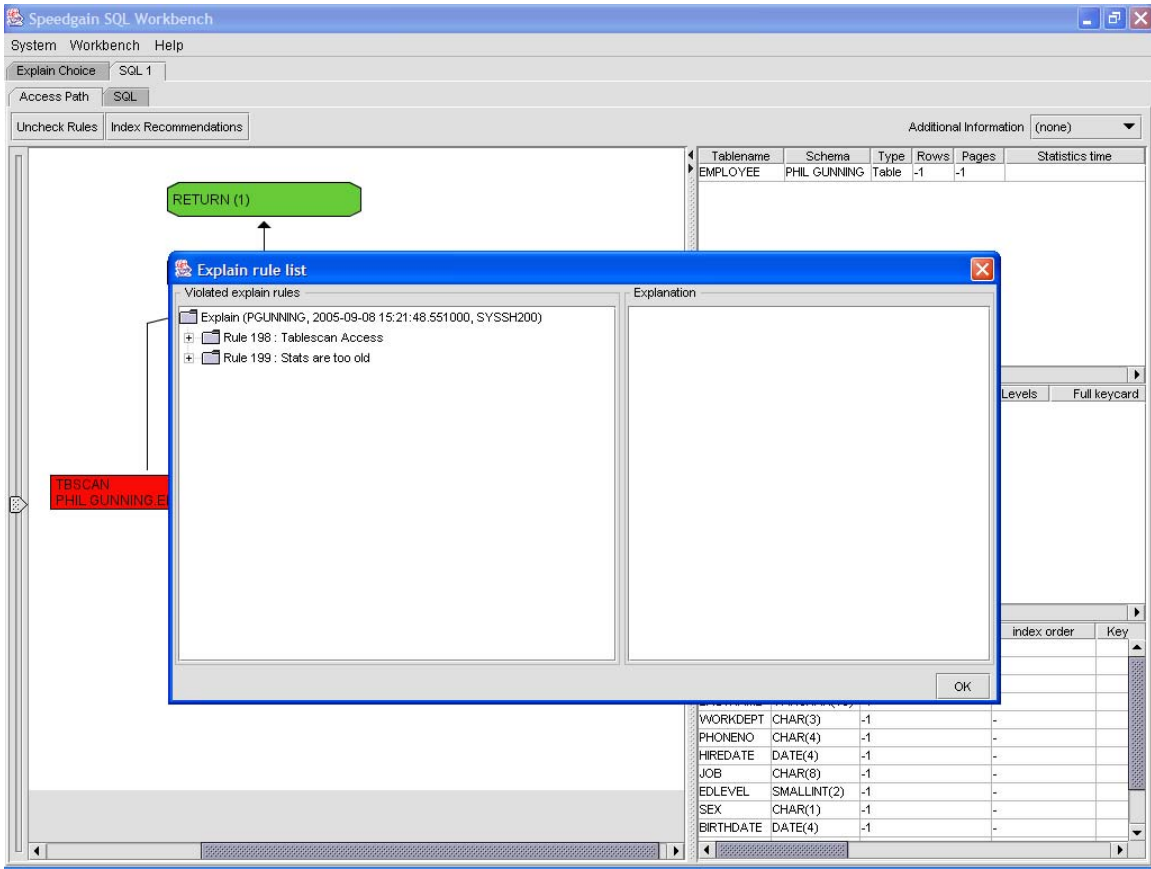 Speedgain SQL Workbench
System Workbench Help
Explain Choice SQL 1
Access Path SQL
Uncheck Rules Index Recommendations Additional Information (none)
RETURN (1)
TBSCAN
PHIL GUNNING.E
Tablename Schema Type Rows Pages Statistics time
EMPLOYEE PHIL GUNNING Table -1 -1
Explain rule list
Violated explain rules
Explain (PGUNNING, 2005-09-08 15:21:48.551000, SYSSH200)
Rule 198 : Tablescan Access
Rule 199 : Stats are too old
Explanation
OK
Levels Full keycard
index order Key
WORKDEPT CHAR(3) -1 -
PHONENO CHAR(4) -1 -
HIREDATE DATE(4) -1 -
JOB CHAR(8) -1 -
EDLEVEL SMALLINT(2) -1 -
SEX CHAR(1) -1 -
BIRTHDATE DATE(4) -1 -